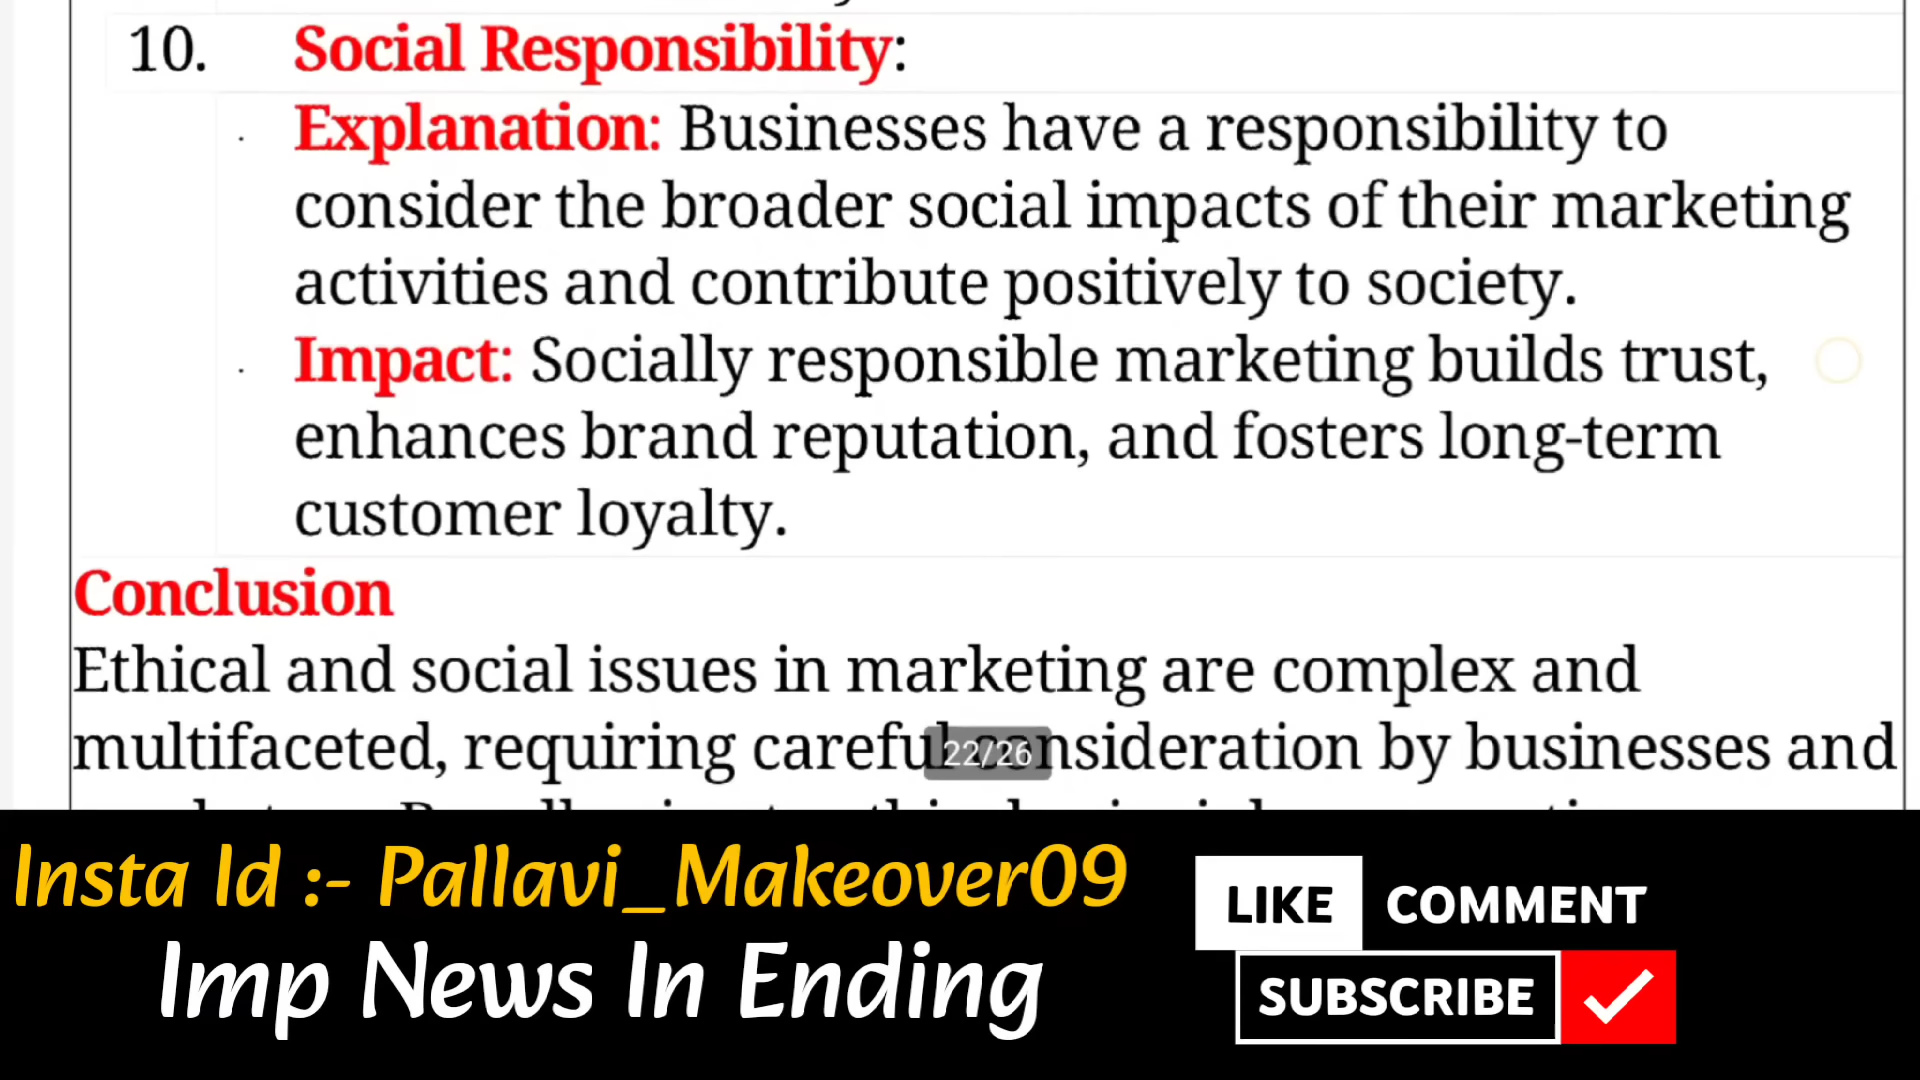 10. Social Responsibility:
· Explanation: Businesses have a responsibility to
consider the broader social impacts of their marketing
activities and contribute positively to society.
· Impact: Socially responsible marketing builds trust,
enhances brand reputation, and fosters long-term
customer loyalty.
Conclusion
Ethical and social issues in marketing are complex and
multifaceted, requiring careful consideration by businesses and
22/26
Insta Id :- Pallavi_Makeover09
Imp News In Ending
LIKE COMMENT
SUBSCRIBE